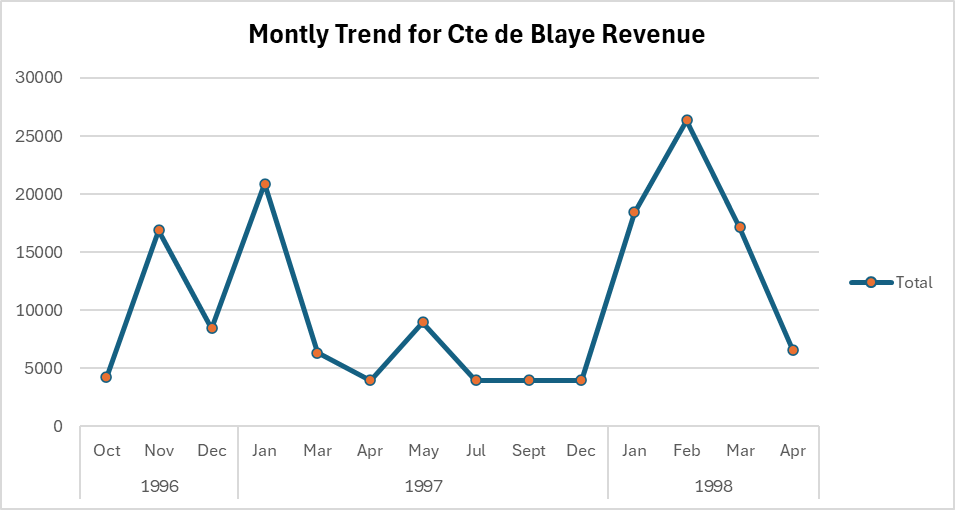 Montly Trend for Cte de Blaye Revenue
30000
25000
20000
15000
10000
5000
0
Oct Nov Dec Jan Mar Apr May Jul Sept Dec Jan Feb Mar Apr
1996 1997 1998
Total